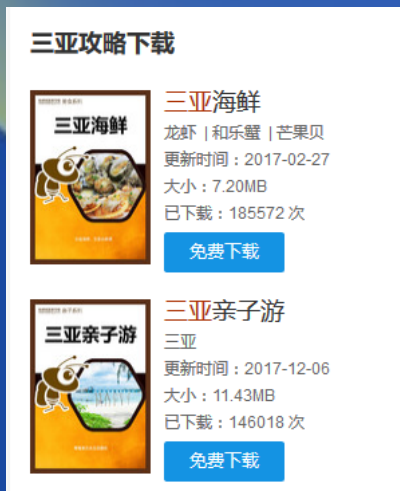 三亚攻略下载
三亚海鲜
三亚海鲜
龙虾 | 和乐蟹 | 芒果贝
更新时间：2017-02-27
大小：7.20MB
已下载：185572 次
免费下载
三亚亲子游
三亚亲子游
三亚
更新时间：2017-12-06
大小：11.43MB
已下载：146018 次
免费下载